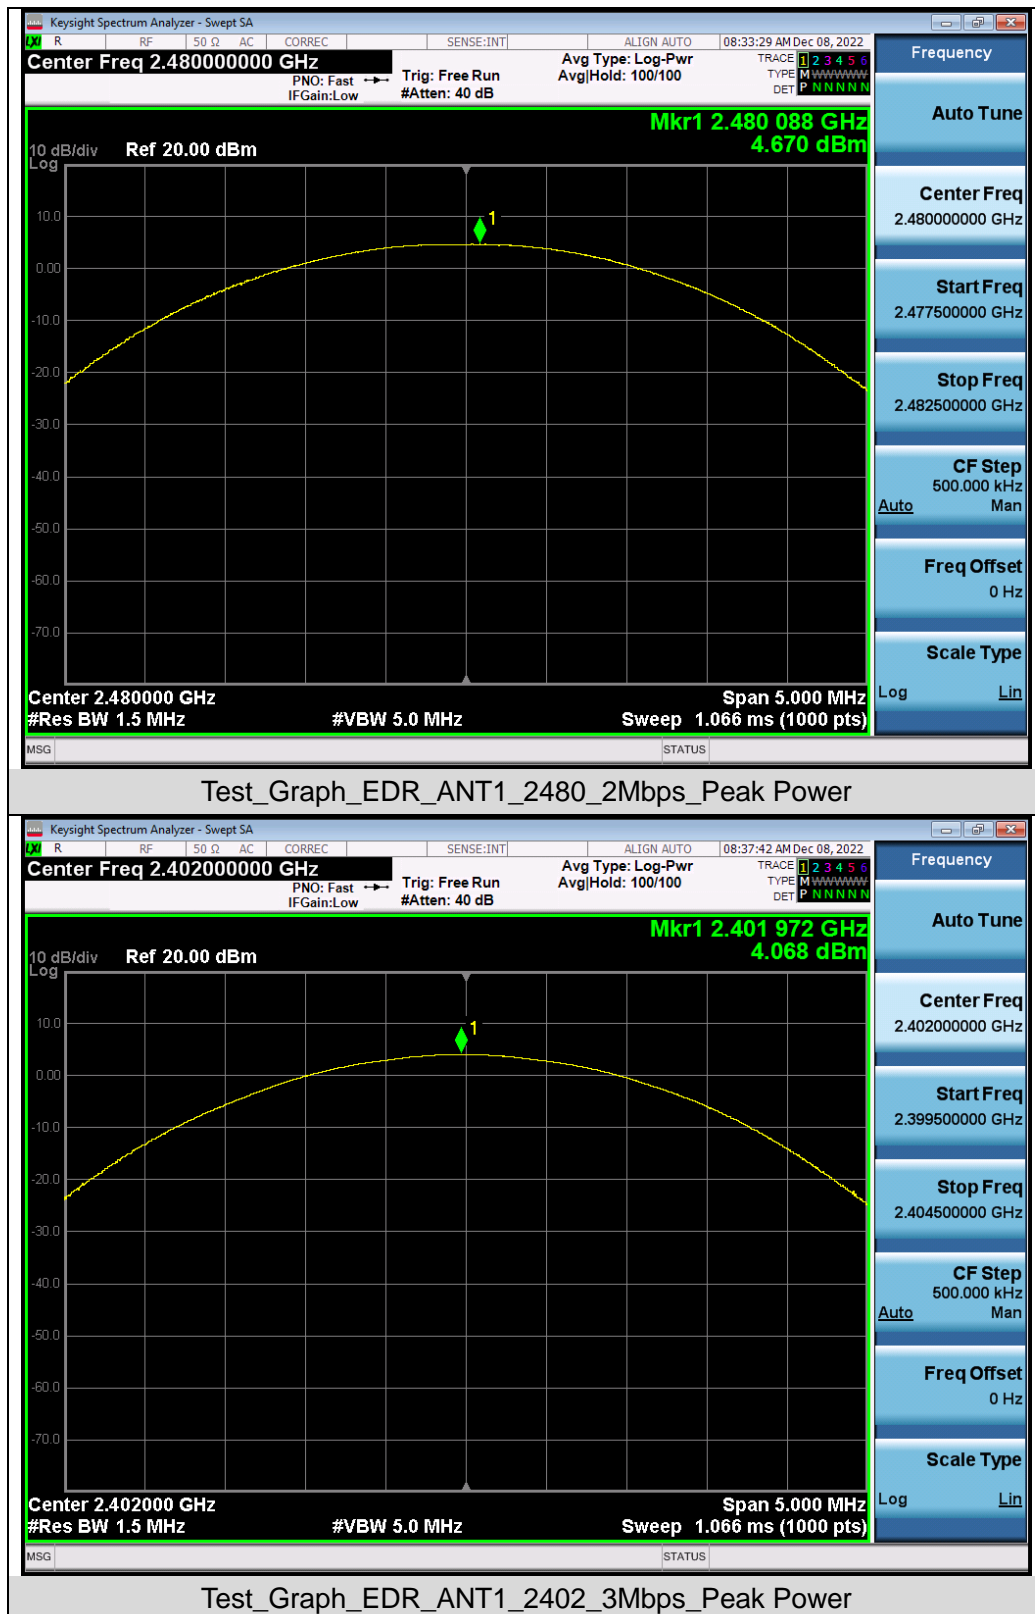 Keysight Spectrum Analyzer - Swept SA
LXI R RF 50 Ω AC CORREC SENSE:INT ALIGN AUTO 08:33:29 AM Dec 08, 2022
Center Freq 2.480000000 GHz
PNO: Fast
IFGain:Low
Trig: Free Run
#Atten: 40 dB
Avg Type: Log-Pwr
Avg|Hold: 100/100
TRACE 1 2 3 4 5 6
TYPE M WWWWW
DET P N N N N N
Mkr1 2.480 088 GHz
4.670 dBm
10 dB/div Ref 20.00 dBm
Log
1
10.0
0.00
-10.0
-20.0
-30.0
-40.0
-50.0
-60.0
-70.0
Center 2.480000 GHz Span 5.000 MHz
#Res BW 1.5 MHz #VBW 5.0 MHz Sweep 1.066 ms (1000 pts)
MSG STATUS
Frequency
Auto Tune
Center Freq
2.480000000 GHz
Start Freq
2.477500000 GHz
Stop Freq
2.482500000 GHz
CF Step
500.000 kHz
Auto Man
Freq Offset
0 Hz
Scale Type
Log Lin
Test_Graph_EDR_ANT1_2480_2Mbps_Peak Power
Keysight Spectrum Analyzer - Swept SA
LXI R RF 50 Ω AC CORREC SENSE:INT ALIGN AUTO 08:37:42 AM Dec 08, 2022
Center Freq 2.402000000 GHz
PNO: Fast
IFGain:Low
Trig: Free Run
#Atten: 40 dB
Avg Type: Log-Pwr
Avg|Hold: 100/100
TRACE 1 2 3 4 5 6
TYPE M WWWWW
DET P N N N N N
Mkr1 2.401 972 GHz
4.068 dBm
10 dB/div Ref 20.00 dBm
Log
1
10.0
0.00
-10.0
-20.0
-30.0
-40.0
-50.0
-60.0
-70.0
Center 2.402000 GHz Span 5.000 MHz
#Res BW 1.5 MHz #VBW 5.0 MHz Sweep 1.066 ms (1000 pts)
MSG STATUS
Frequency
Auto Tune
Center Freq
2.402000000 GHz
Start Freq
2.399500000 GHz
Stop Freq
2.404500000 GHz
CF Step
500.000 kHz
Auto Man
Freq Offset
0 Hz
Scale Type
Log Lin
Test_Graph_EDR_ANT1_2402_3Mbps_Peak Power